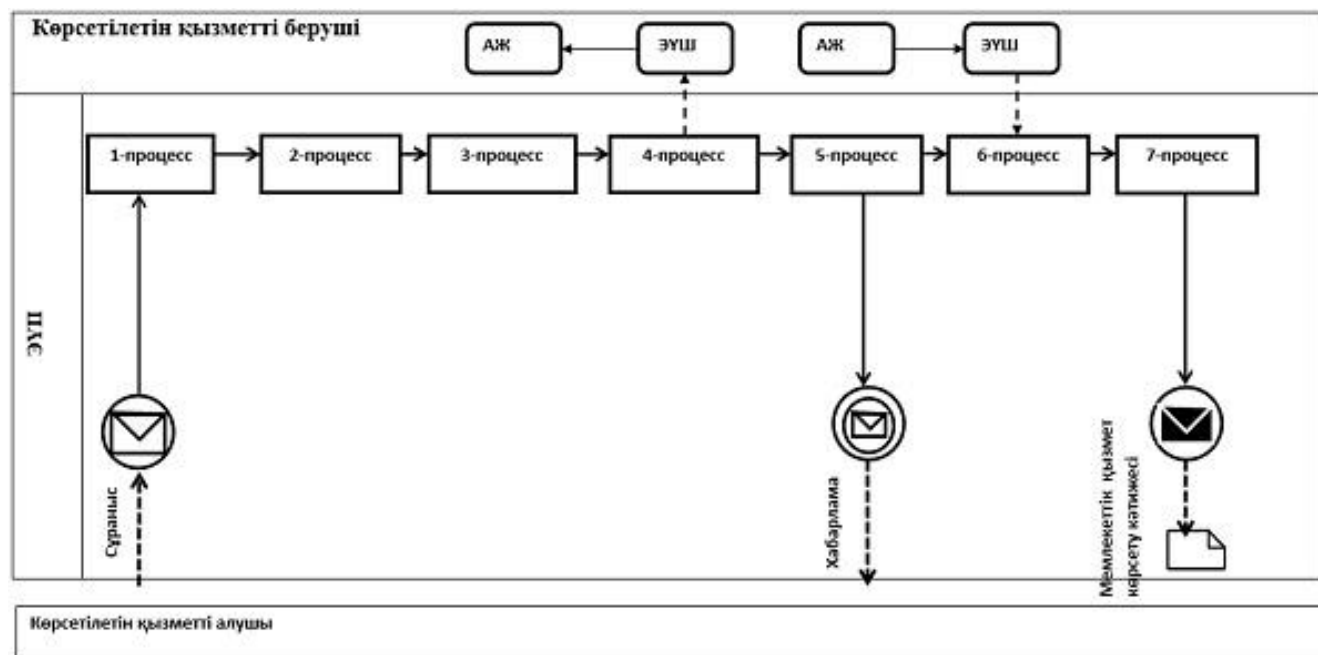 Көрсетілетін қызметті беруші
АЖ
ЭҮШ
АЖ
ЭҮШ
ЭҮП
1-процесс
2-процесс
3-процесс
4-процесс
5-процесс
6-процесс
7-процесс
Сұраныс
Хабарлама
Мемлекеттік қызмет
көрсету нәтижесі
Көрсетілетін қызметті алушы